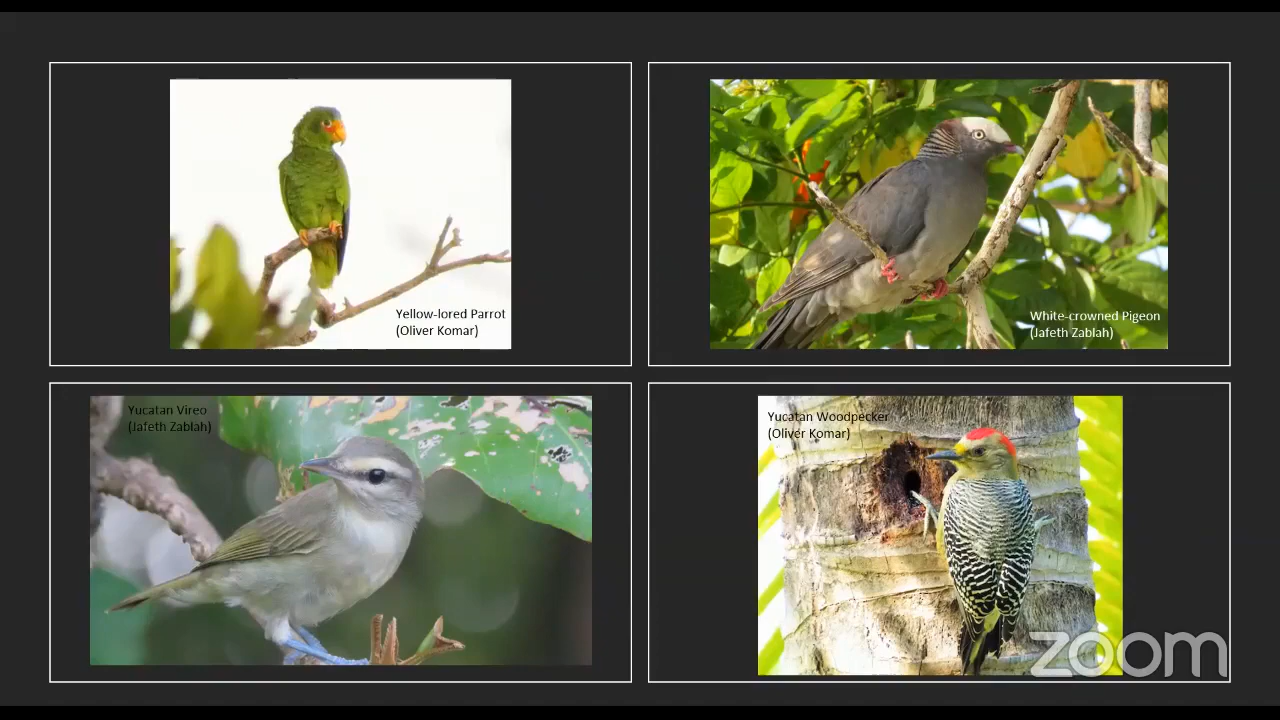 Yellow-lored Parrot
(Oliver Komar)
White-crowned Pigeon
(Jafeth Zablah)
Yucatan Vireo
(Jafeth Zablah)
Yucatan Woodpecker
(Oliver Komar)
zoom